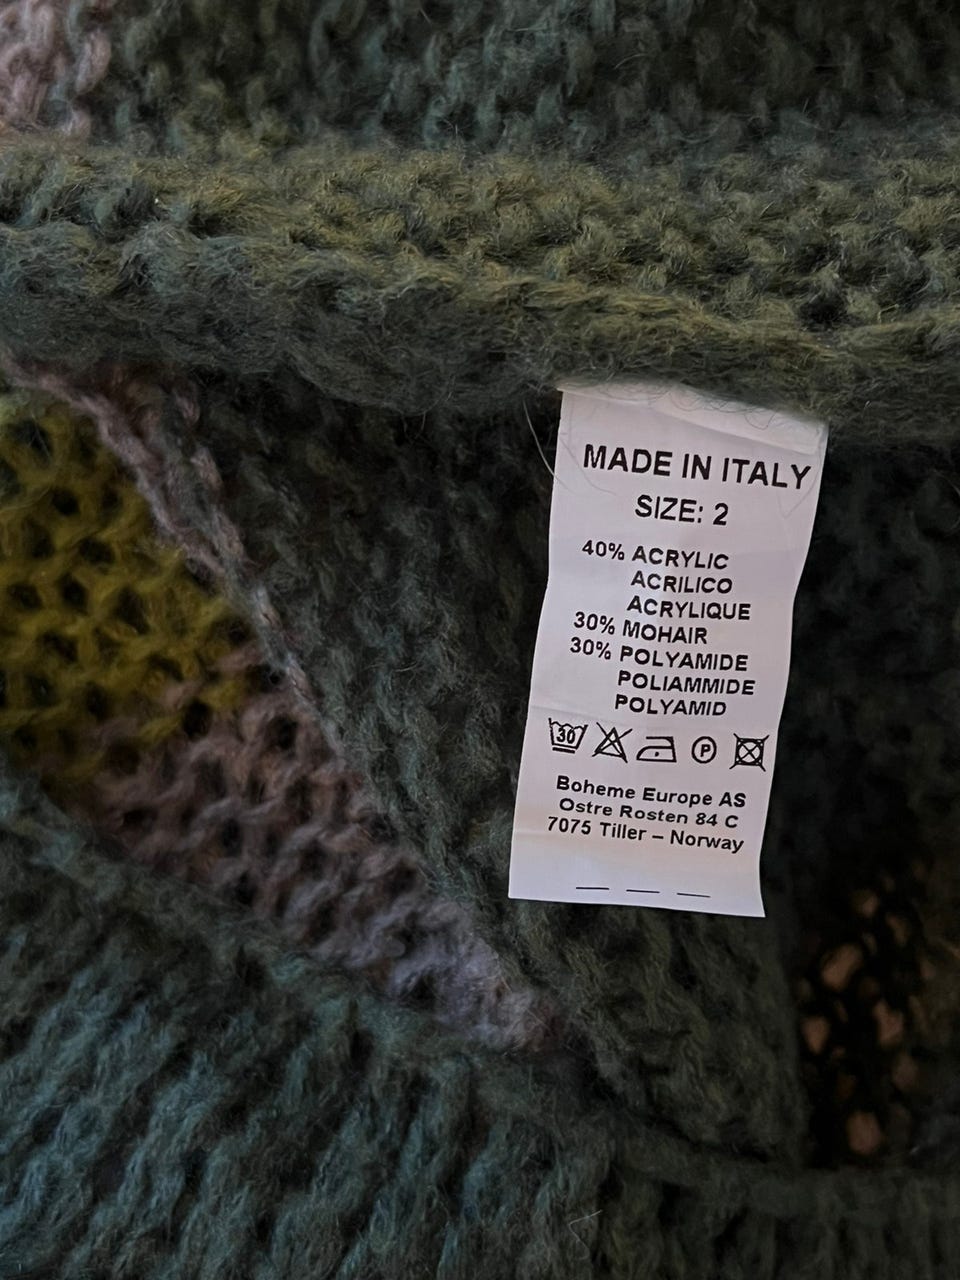 MADE IN ITALY
SIZE: 2
40% ACRYLIC
ACRILICO
ACRYLIQUE
30% MOHAIR
30% POLYAMIDE
POLIAMMIDE
POLYAMID
30 P
Boheme Europe AS
Ostre Rosten 84 C
7075 Tiller – Norway